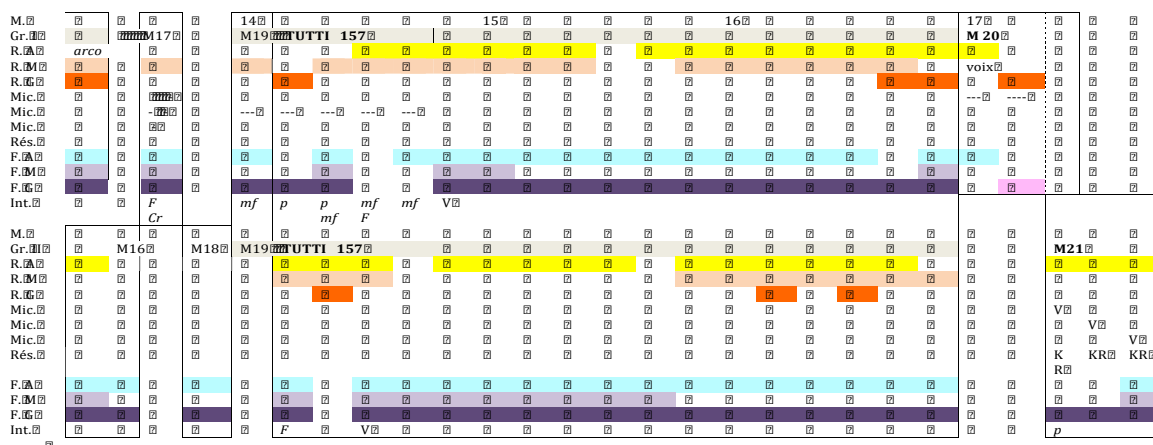 M. 14 15 16 17
Gr. I M17 M19 TUTTI 157 M 20
R. A arco
R. M voix
R. G
Mic. --- ----
Mic. --- --- --- --- ---
Mic.
Rés.
F. A
F. M
F. G
Int. F mf p p mf mf V
Cr mf F
M.
Gr. II M16 M18 M19 TUTTI 157 M21
R. A
R. M
R. G
Mic. V
Mic. V
Mic. V
Rés. K KR KR
R
F. A
F. M
F. G
Int. F V p